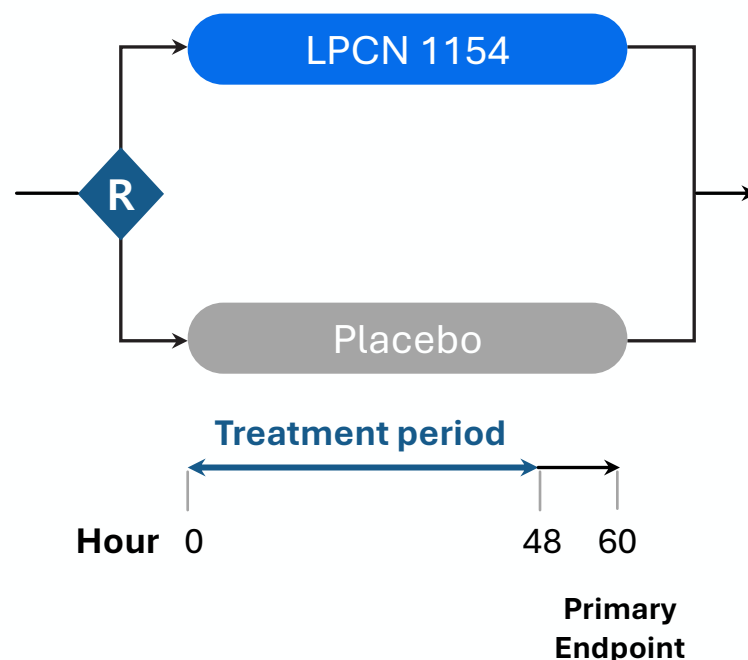 LPCN 1154
R
Placebo
Treatment period
Hour 0 48 60
Primary
Endpoint